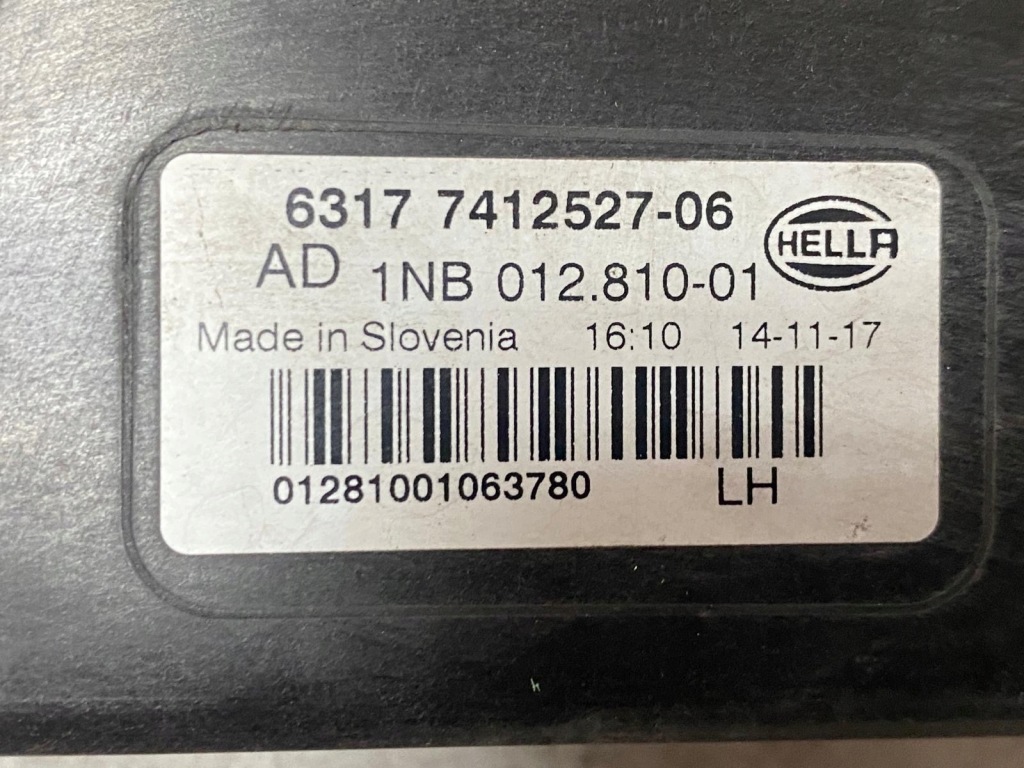 6317 7412527-06
HELLA
AD 1NB 012.810-01
Made in Slovenia 16:10 14-11-17
01281001063780 LH